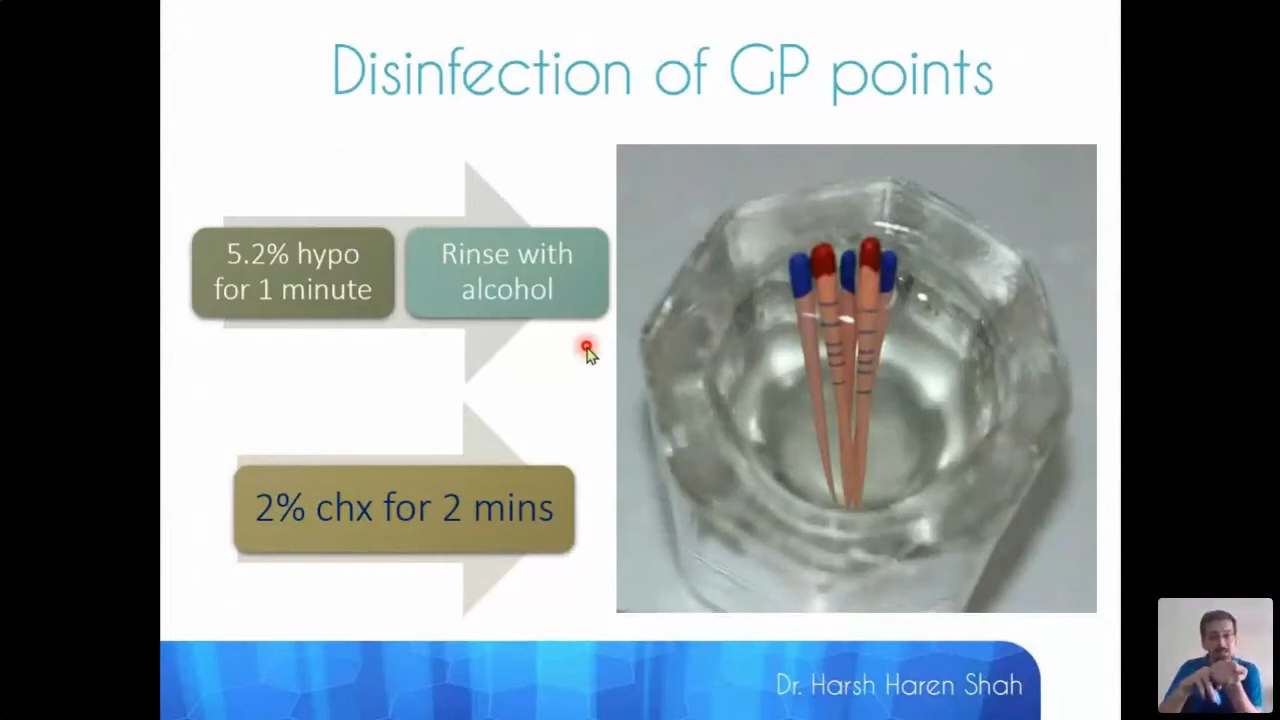 Disinfection of GP points
5.2% hypo
for 1 minute
Rinse with
alcohol
2% chx for 2 mins
Dr. Harsh Haren Shah